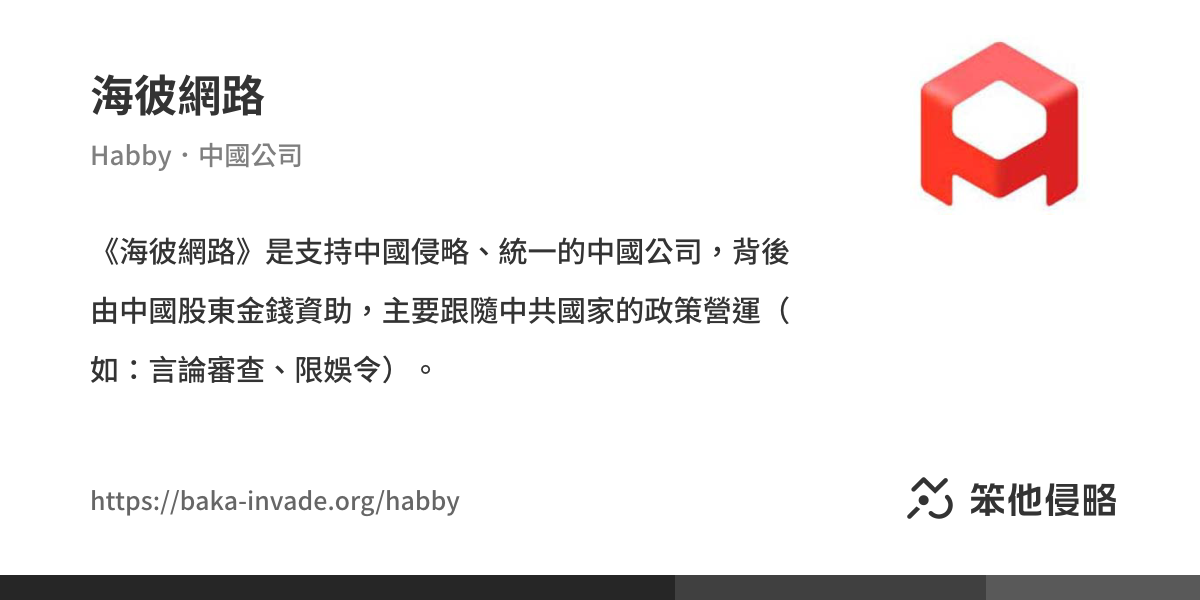 海彼網路
Habby・中國公司
《海彼網路》是支持中國侵略、統一的中國公司，背後
由中國股東金錢資助，主要跟隨中共國家的政策營運（
如：言論審查、限娛令）。
https://baka-invade.org/habby
笨他侵略